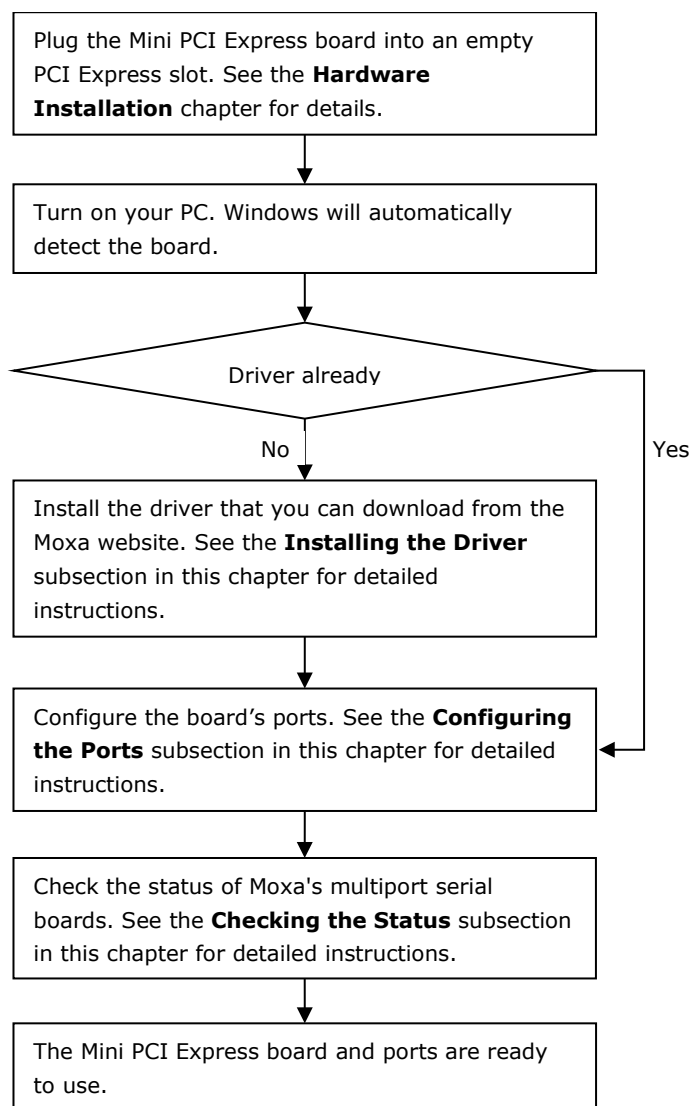 Plug the Mini PCI Express board into an empty
PCI Express slot. See the Hardware
Installation chapter for details.
Turn on your PC. Windows will automatically
detect the board.
Driver already
No
Yes
Install the driver that you can download from the
Moxa website. See the Installing the Driver
subsection in this chapter for detailed
instructions.
Configure the board’s ports. See the Configuring
the Ports subsection in this chapter for detailed
instructions.
Check the status of Moxa's multiport serial
boards. See the Checking the Status subsection
in this chapter for detailed instructions.
The Mini PCI Express board and ports are ready
to use.